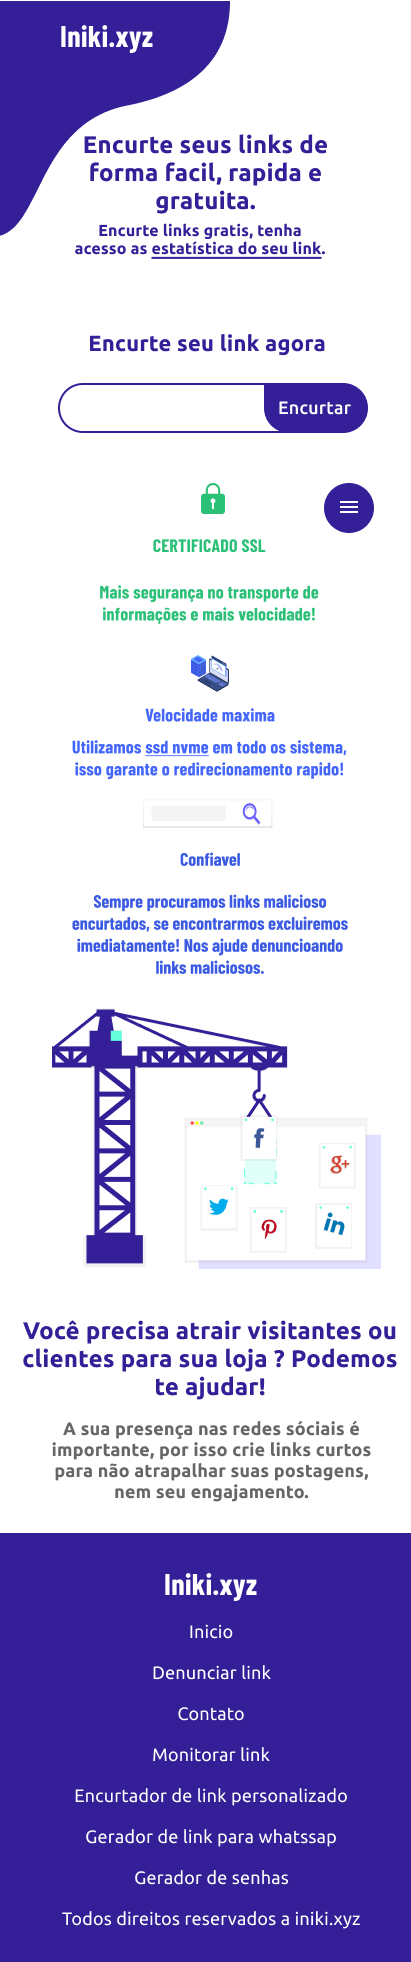 Iniki.xyz
Encurte seus links de
forma facil, rapida e
gratuita.
Encurte links gratis, tenha
acesso as estatística do seu link.
Encurte seu link agora
Encurtar
CERTIFICADO SSL
Mais segurança no transporte de
informações e mais velocidade!
Velocidade maxima
Utilizamos ssd nvme em todo os sistema,
isso garante o redirecionamento rapido!
Confiavel
Sempre procuramos links malicioso
encurtados, se encontrarmos excluiremos
imediatamente! Nos ajude denuncioando
links maliciosos.
f
g+
in
Você precisa atrair visitantes ou
clientes para sua loja ? Podemos
te ajudar!
A sua presença nas redes sóciais é
importante, por isso crie links curtos
para não atrapalhar suas postagens,
nem seu engajamento.
Iniki.xyz
Inicio
Denunciar link
Contato
Monitorar link
Encurtador de link personalizado
Gerador de link para whatssap
Gerador de senhas
Todos direitos reservados a iniki.xyz